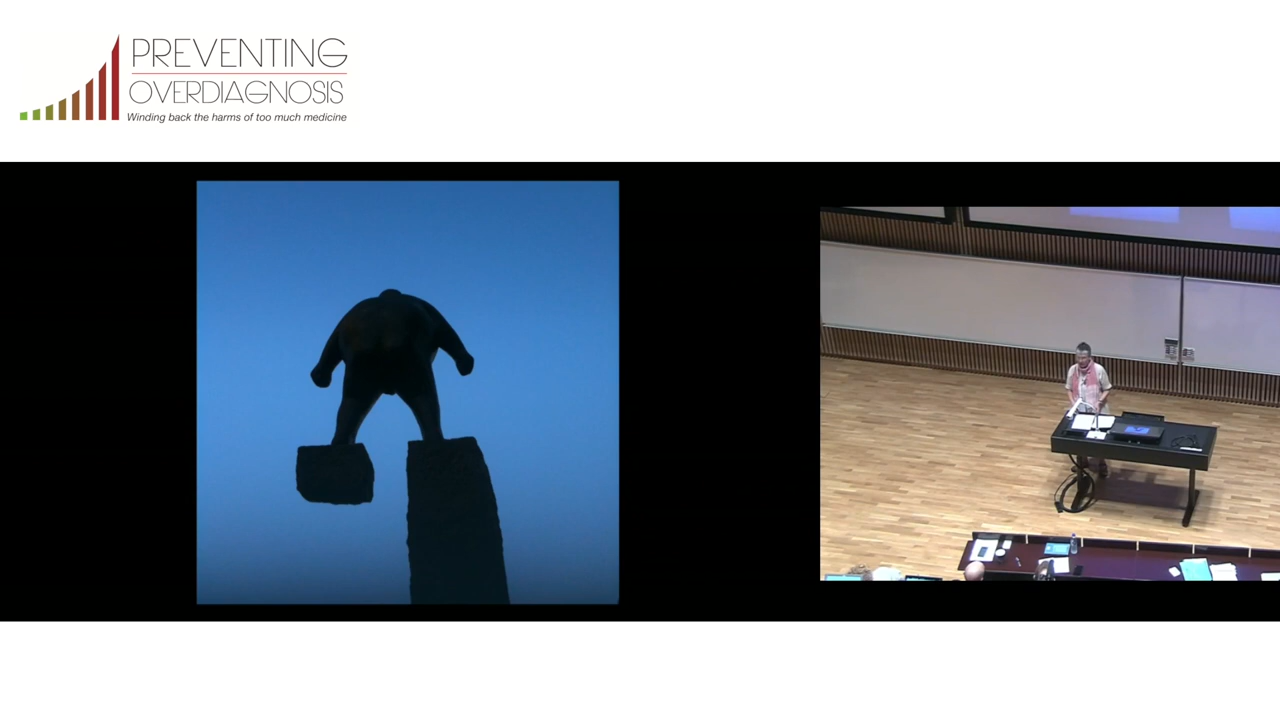 PREVENTING
OVERDIAGNOSIS
Winding back the harms of too much medicine